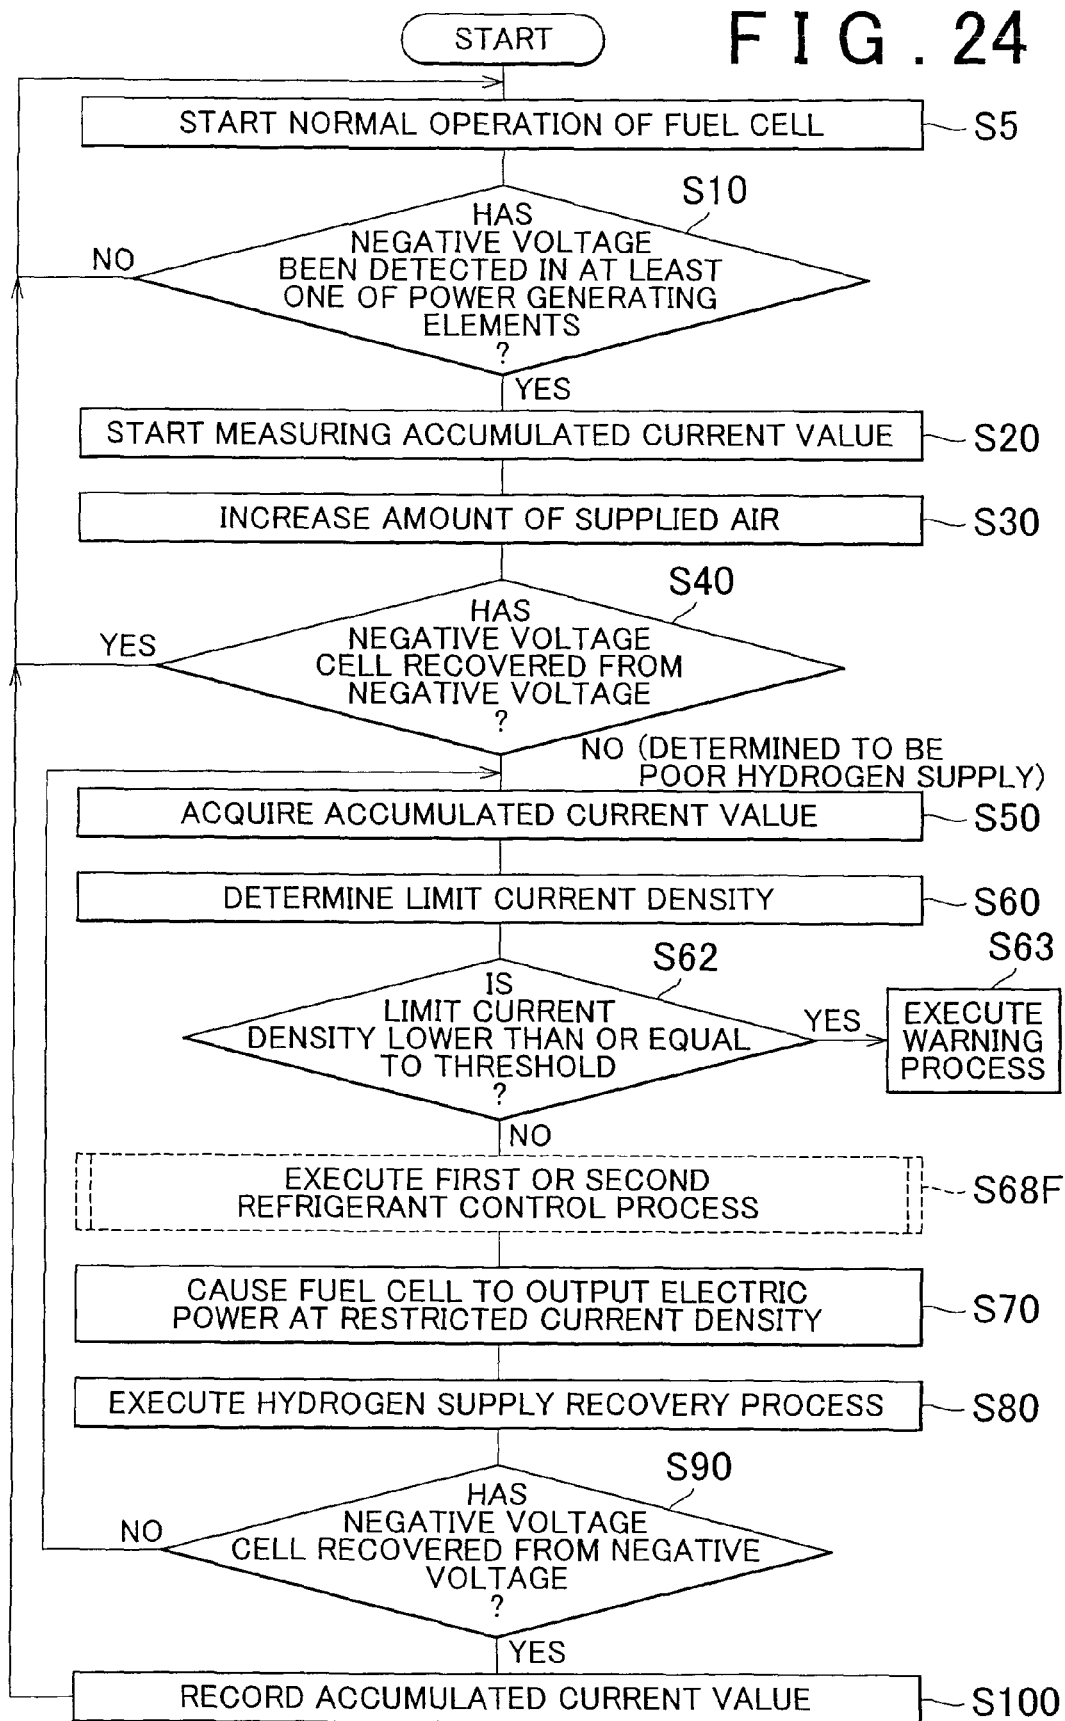 FIG. 24
START
START NORMAL OPERATION OF FUEL CELL
S5
S10
HAS
NEGATIVE VOLTAGE
BEEN DETECTED IN AT LEAST
ONE OF POWER GENERATING
ELEMENTS
?
NO
YES
START MEASURING ACCUMULATED CURRENT VALUE
S20
INCREASE AMOUNT OF SUPPLIED AIR
S30
S40
HAS
NEGATIVE VOLTAGE
CELL RECOVERED FROM
NEGATIVE VOLTAGE
?
YES
NO (DETERMINED TO BE
POOR HYDROGEN SUPPLY)
ACQUIRE ACCUMULATED CURRENT VALUE
S50
DETERMINE LIMIT CURRENT DENSITY
S60
S62
IS
LIMIT CURRENT
DENSITY LOWER THAN OR EQUAL
TO THRESHOLD
?
YES
S63
EXECUTE
WARNING
PROCESS
NO
EXECUTE FIRST OR SECOND
REFRIGERANT CONTROL PROCESS
S68F
CAUSE FUEL CELL TO OUTPUT ELECTRIC
POWER AT RESTRICTED CURRENT DENSITY
S70
EXECUTE HYDROGEN SUPPLY RECOVERY PROCESS
S80
S90
HAS
NEGATIVE VOLTAGE
CELL RECOVERED FROM NEGATIVE
VOLTAGE
?
NO
YES
RECORD ACCUMULATED CURRENT VALUE
S100